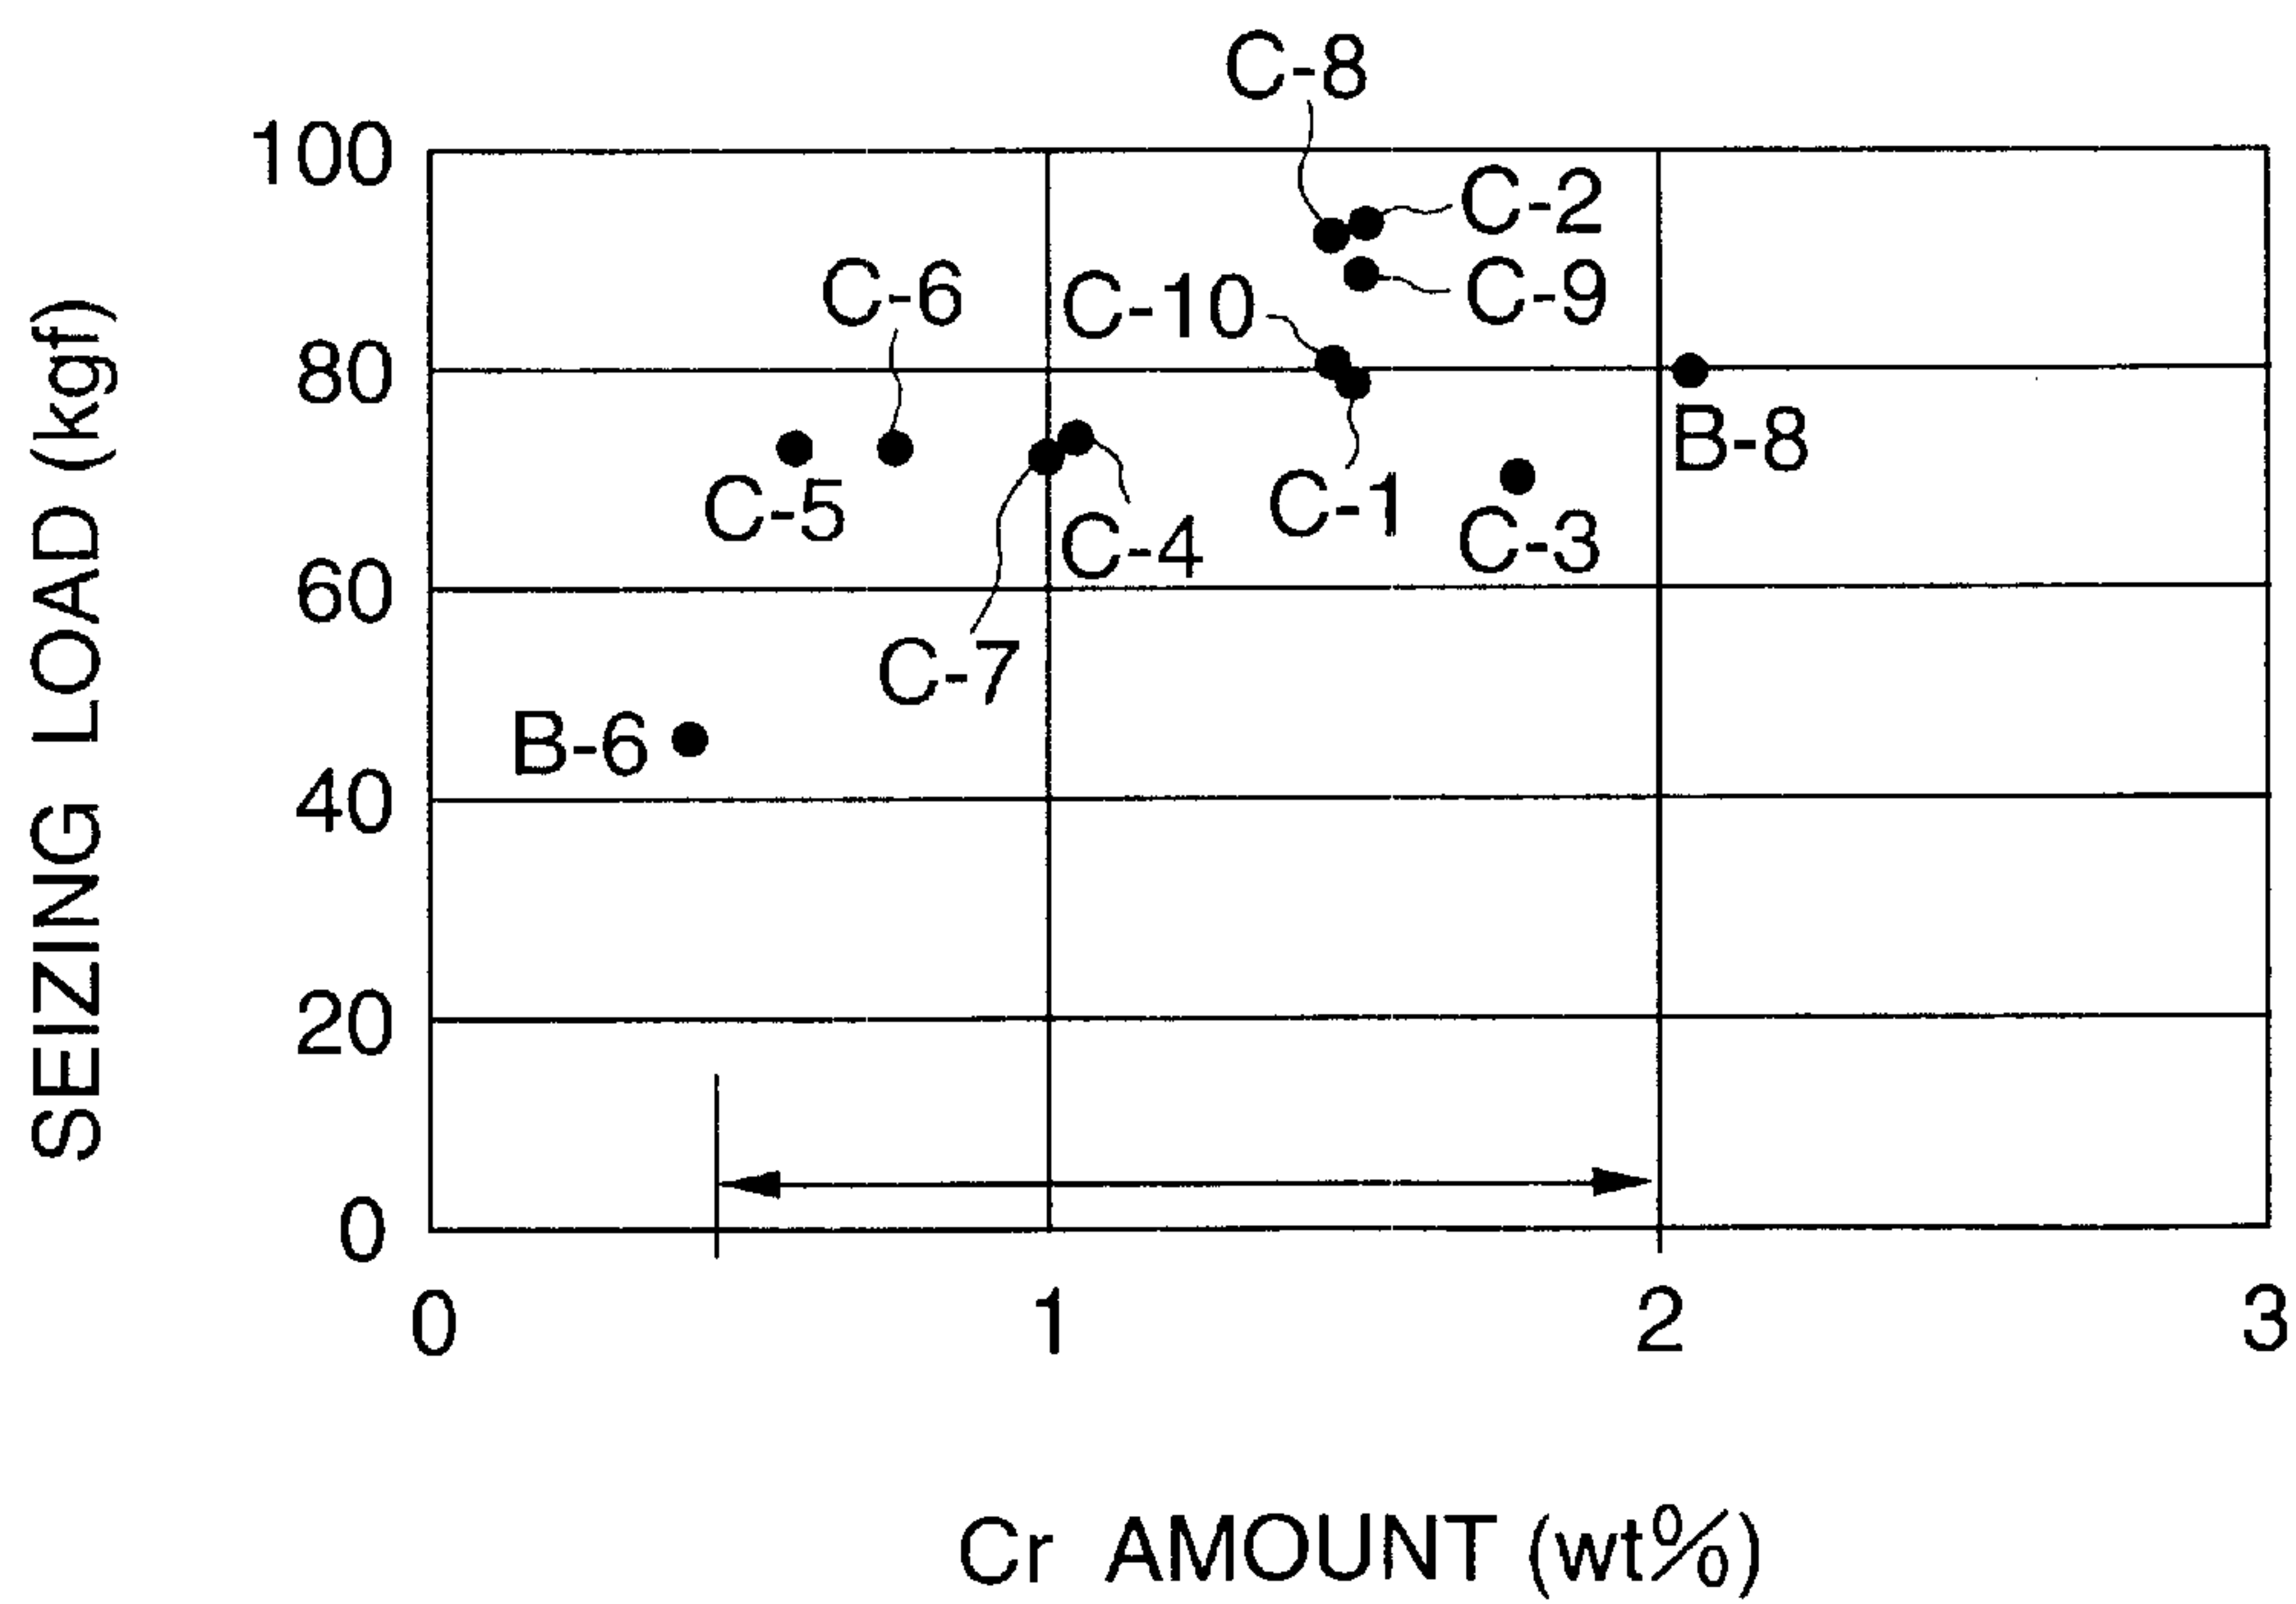 C-8
100
C-2
C-6
C-10
C-9
80
B-8
C-5
C-1
C-3
C-4
60
C-7
B-6
40
20
0
0 1 2 3
SEIZING LOAD (kgf)
Cr AMOUNT (wt%)